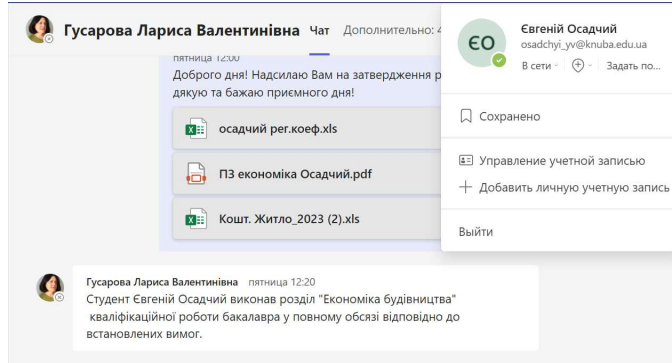 Гусарова Лариса Валентинівна Чат Дополнительно: 4
пятница 12:00
Доброго дня! Надсилаю Вам на затвердження р
дякую та бажаю приємного дня!
осадчий рег.коеф.xls
ПЗ економіка Осадчий.pdf
Кошт. Житло_2023 (2).xls
Гусарова Лариса Валентинівна пятница 12:20
Студент Євгеній Осадчий виконав розділ "Економіка будівництва"
кваліфікаційної роботи бакалавра у повному обсязі відповідно до
встановлених вимог.
ЄО
Євгеній Осадчий
osadchyi_yv@knuba.edu.ua
В сети - Задать по...
Сохранено
Управление учетной записью
Добавить личную учетную запись
Выйти